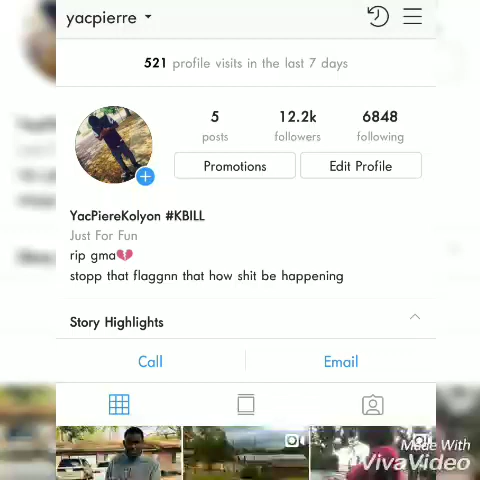 yacpierre
521 profile visits in the last 7 days
5 12.2k 6848
posts followers following
Promotions Edit Profile
YacPiereKolyon #KBILL
Just For Fun
rip gma💔
stopp that flaggnn that how shit be happening
Story Highlights
Call Email
Made With
VivaVideo